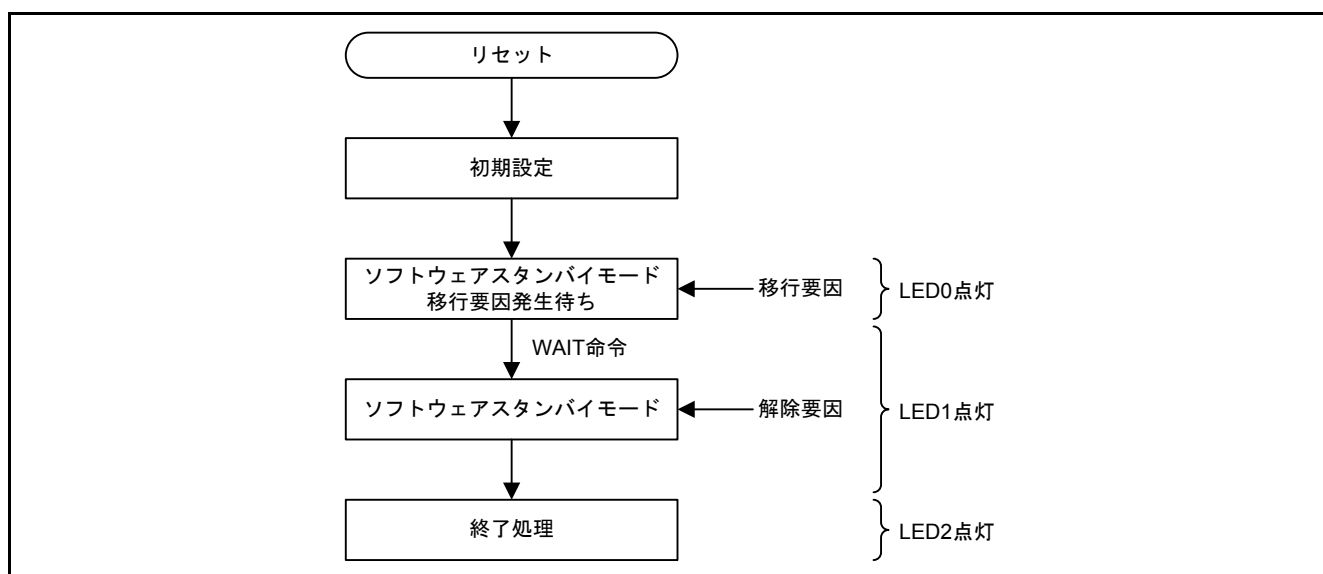 リセット
初期設定
ソフトウェアスタンバイモード
移行要因発生待ち
移行要因
LED0点灯
WAIT命令
ソフトウェアスタンバイモード
解除要因
LED1点灯
終了処理
LED2点灯